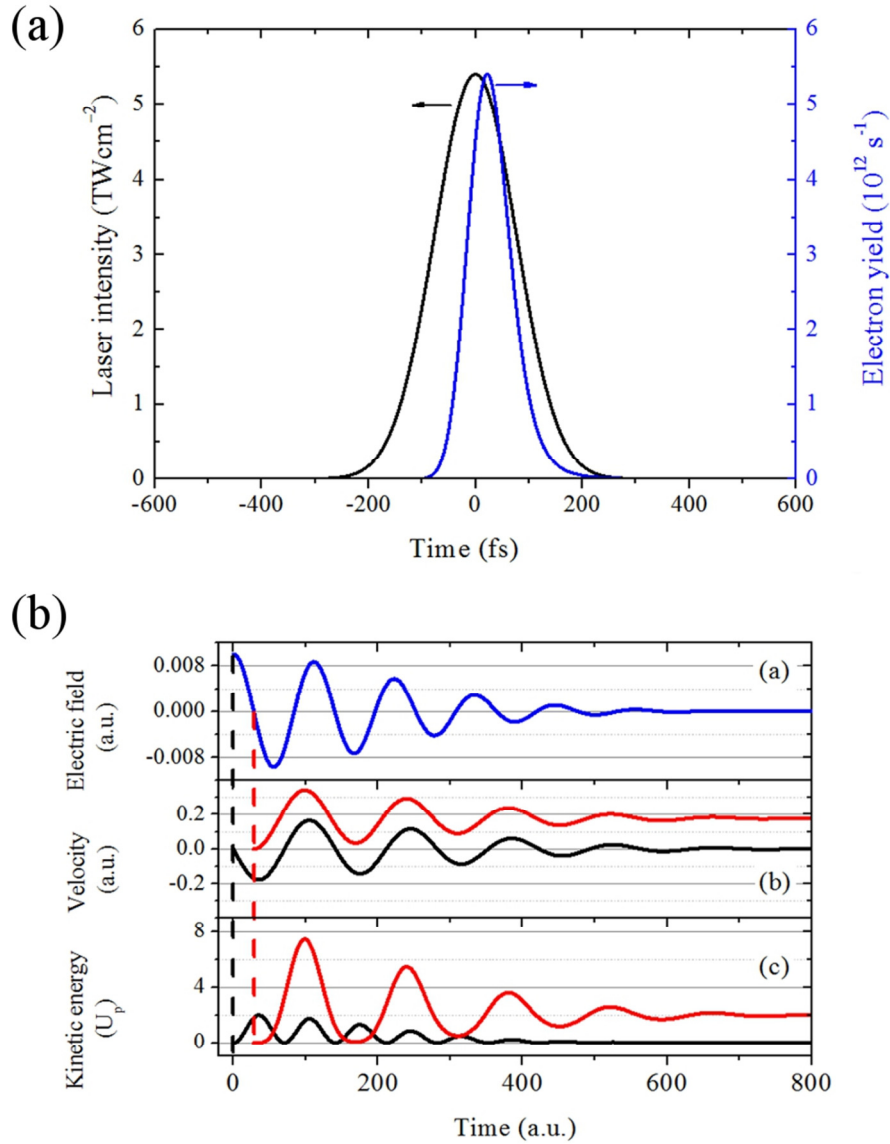 (a)
6
5
4
3
2
1
0
6
5
4
3
2
1
0
Laser intensity (TWcm⁻²)
Electron yield (10¹² s⁻¹)
-600 -400 -200 0 200 400 600
Time (fs)
(b)
0.008
0.000
-0.008
Electric field
(a.u.)
(a)
0.2
0.0
-0.2
Velocity
(a.u.)
(b)
8
4
0
Kinetic energy
(Uₚ)
(c)
0 200 400 600 800
Time (a.u.)